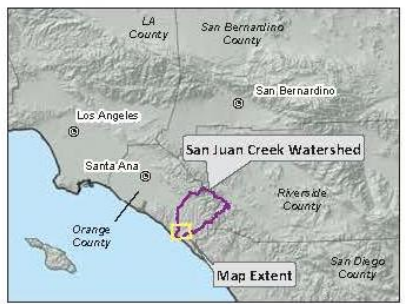 LA
County
San Bernardino
County
San Bernardino
Los Angeles
San Juan Creek Watershed
Santa Ana
Riverside
County
Orange
County
San Diego
County
Map Extent